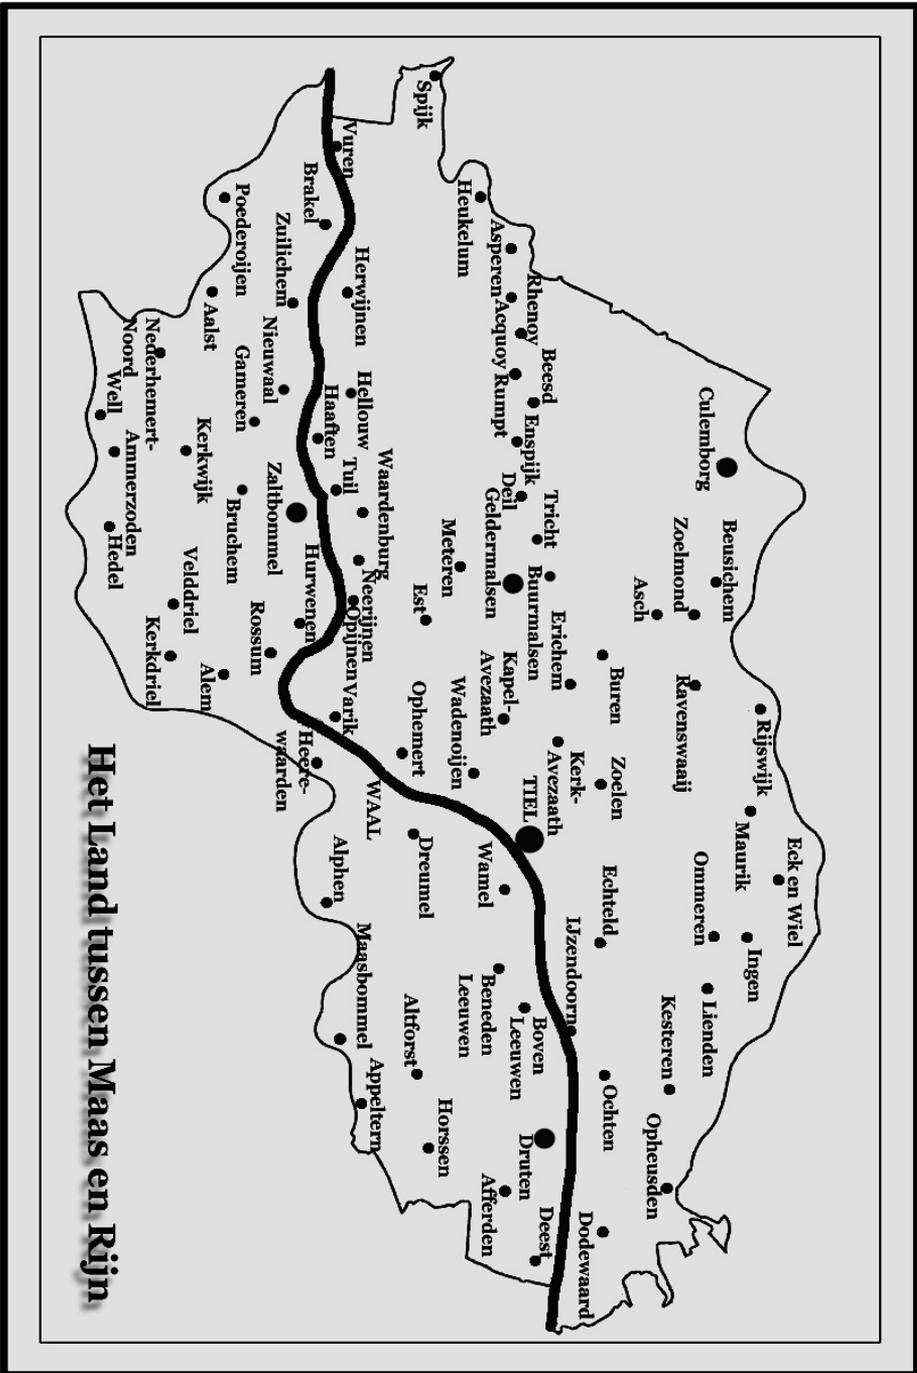 Eck en Wiel
Rijswijk
Ingen
Maurik
Beusichem
Culemborg
Ommeren
Lienden
Ravenswaaij
Zoelmond
Kesteren
Opheusden
Asch
Buren
Zoelen
Echteld
Ochten
Dodewaard
Erichem
Kerk-
Avezaath
IJzendoorn
Tricht
Beesd
Rhenoy
Enspijk
Buurmalsen
TIEL
Boven
Leeuwen
Deest
Druten
Asperen
Acquoy
Rumpt
Deil
Geldermalsen
Kapel-
Avezaath
Wamel
Beneden
Leeuwen
Afferden
Heukelum
Wadenoijen
Meteren
Horssen
Spijk
Est
Ophemert
Dreumel
Altforst
Waardenburg
WAAL
Appeltern
Neerijnen
Opijnen
Varik
Maasbommel
Vuren
Herwijnen
Hellouw
Tuil
Alphen
Haaften
Brakel
Hurwenen
Heere-
waarden
Zuilichem
Nieuwaal
Zaltbommel
Rossum
Poederoijen
Gameren
Bruchem
Aalst
Kerkwijk
Alem
Velddriel
Nederhemert-
Noord
Kerkdriel
Ammerzoden
Well
Hedel
Het Land tussen Maas en Rijn